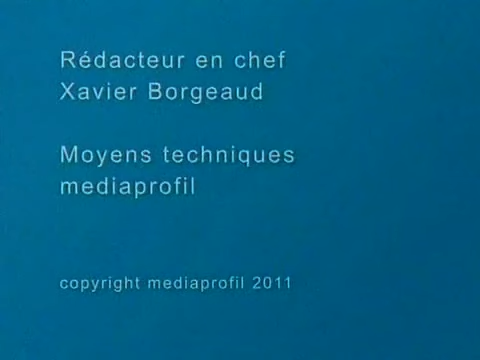 Rédacteur en chef
Xavier Borgeaud
Moyens techniques
mediaprofil
copyright mediaprofil 2011